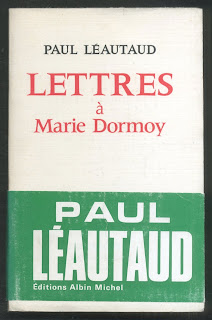 PAUL LÉAUTAUD
LETTRES
à
Marie Dormoy
PAUL
LÉAUTAUD
Éditions Albin Michel